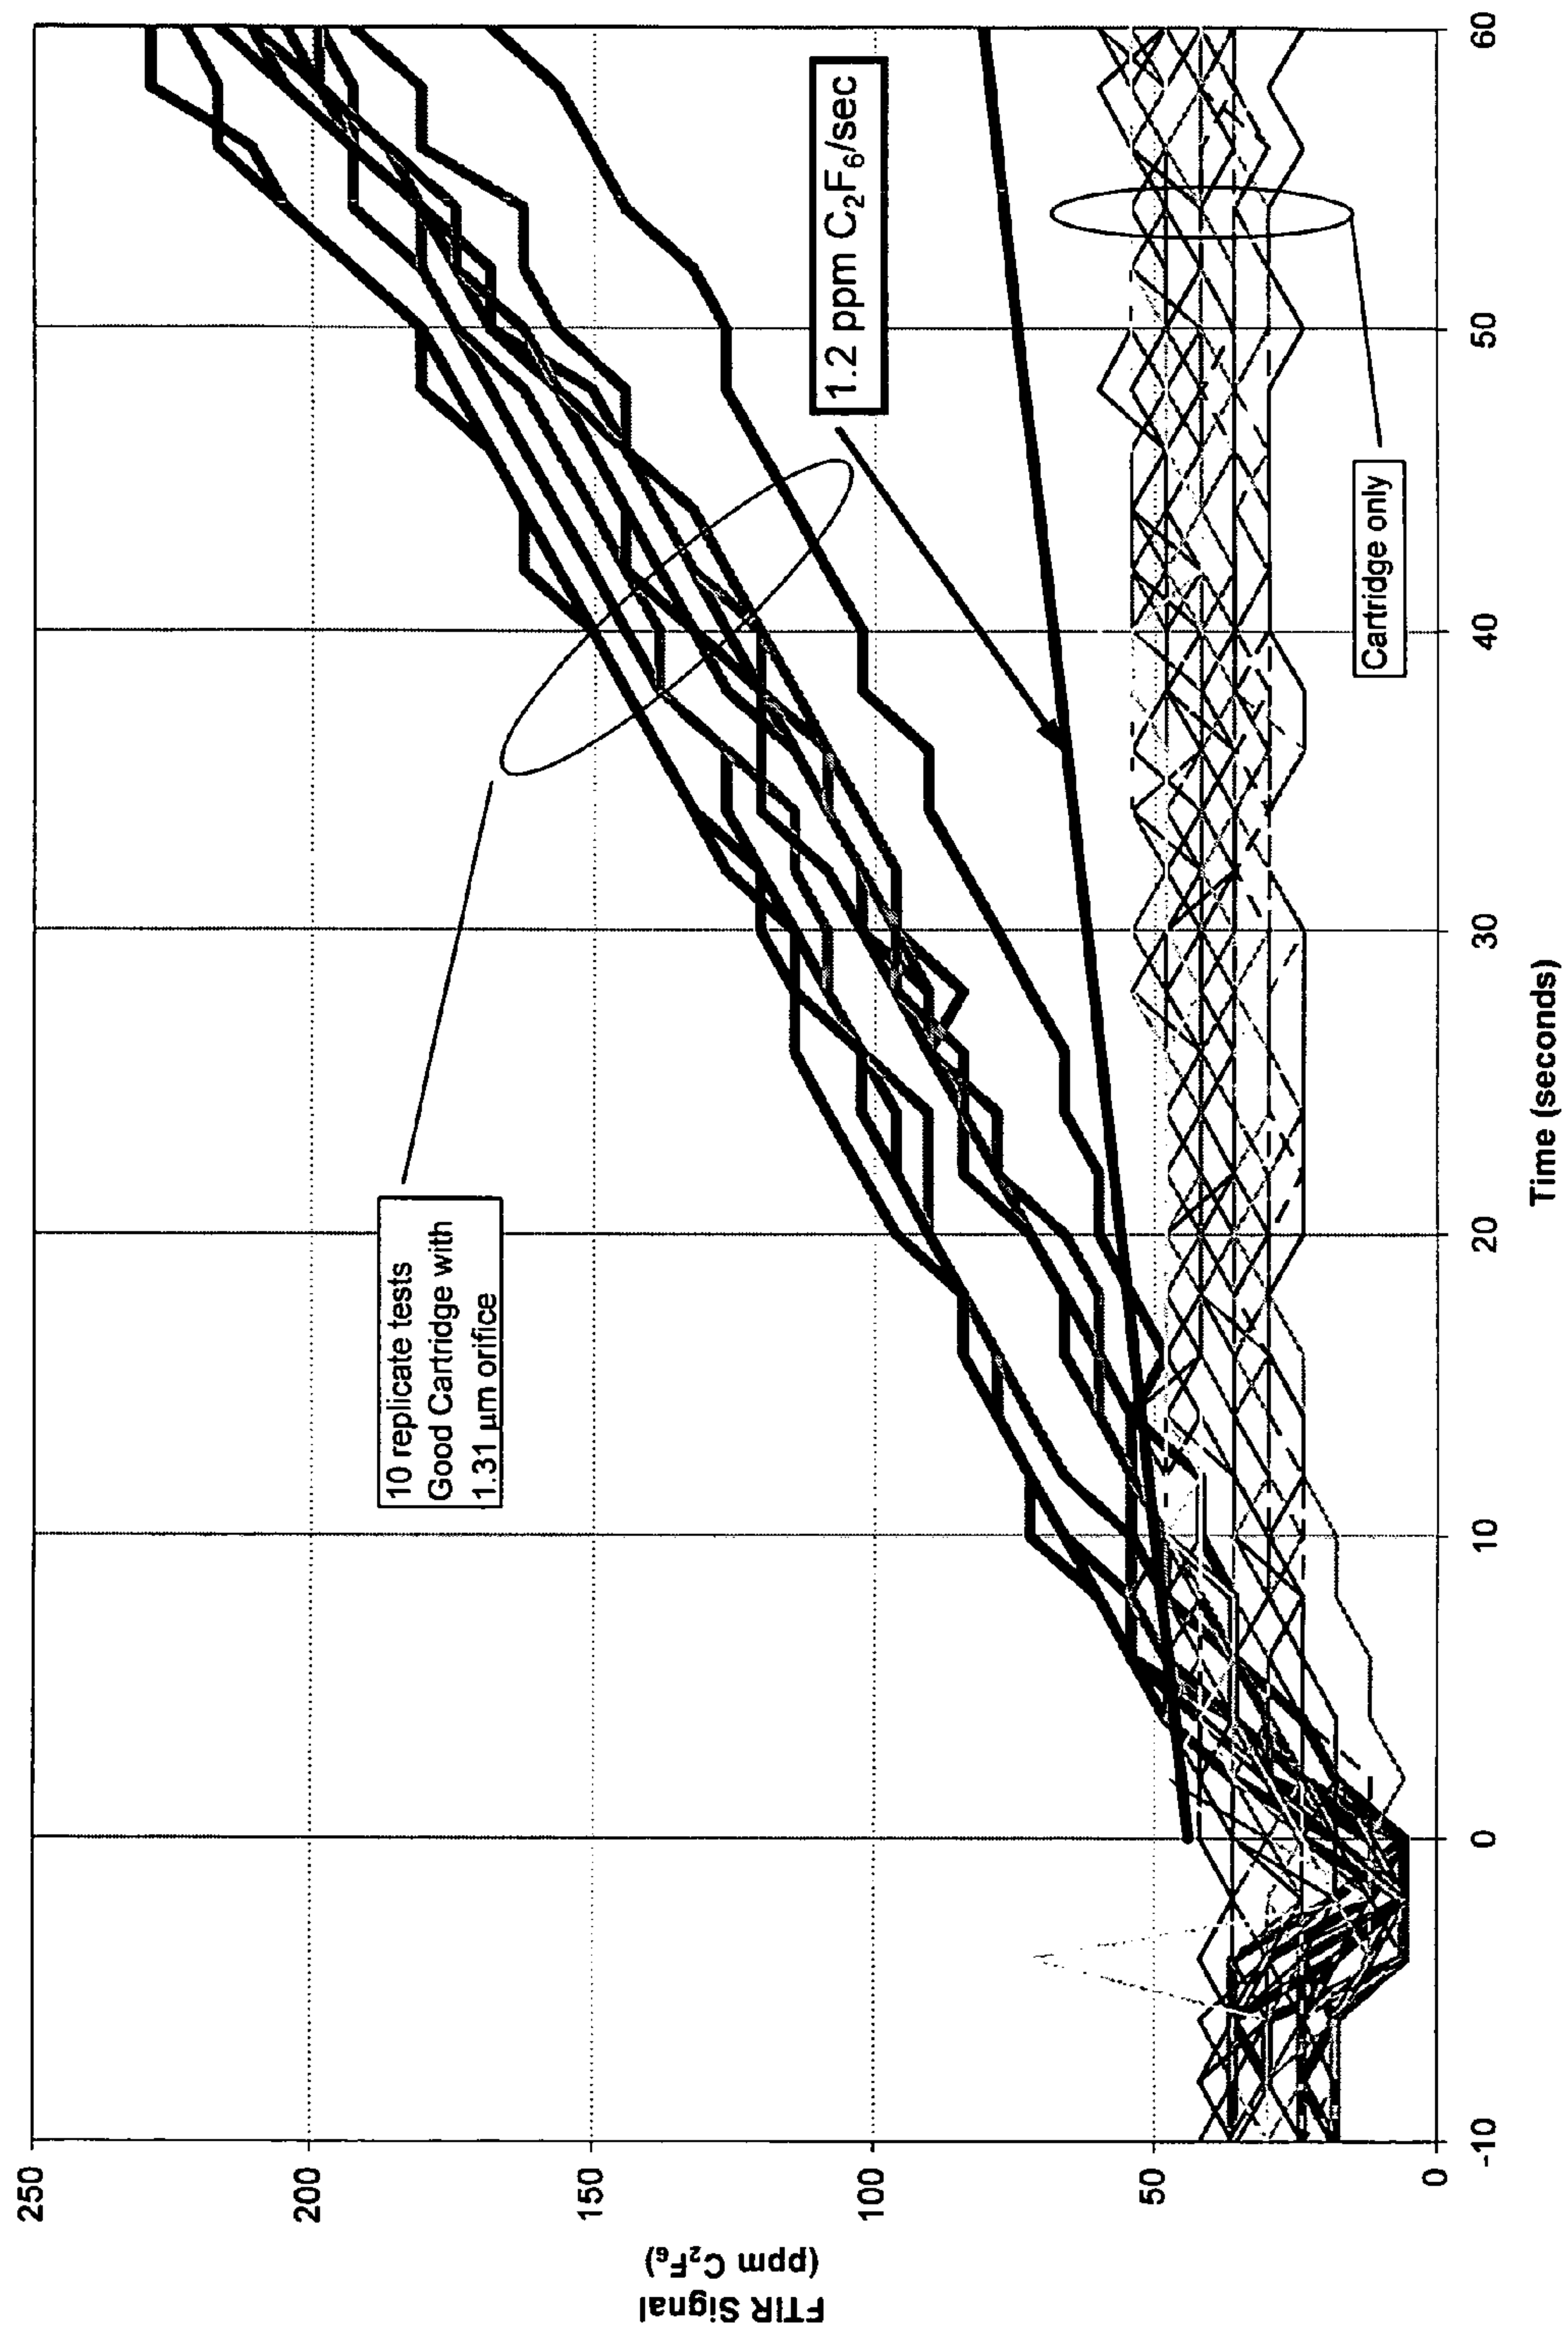 250
200
150
100
50
0
FTIR Signal
(ppm C₂F₆)
10 replicate tests
Good Cartridge with
1.31 µm orifice
1.2 ppm C₂F₆/sec
Cartridge only
-10
0
10
20
30
40
50
60
Time (seconds)